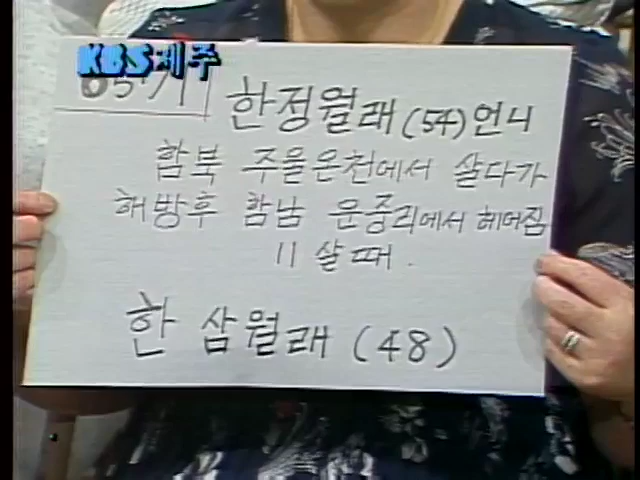 KBS제주
한정월래(54)언니
함북 주을온천에서 살다가
해방후 함남 운중리에서 헤어짐
11살때.
한 삼월래 (48)